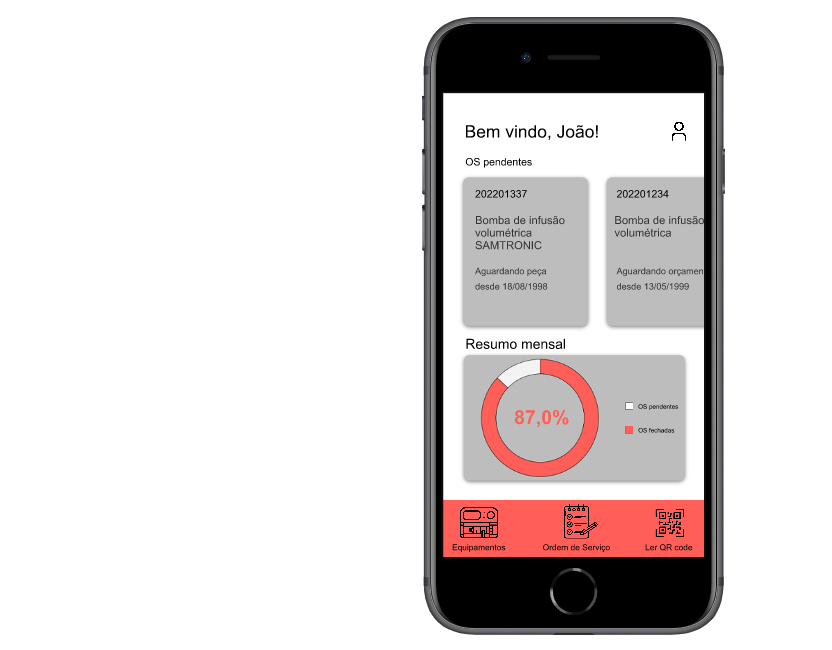 Bem vindo, João!
OS pendentes
202201337
Bomba de infusão
volumétrica
SAMTRONIC
Aguardando peça
desde 18/08/1998
202201234
Bomba de infusão
volumétrica
Aguardando orçamen
desde 13/05/1999
Resumo mensal
87,0%
OS pendentes
OS fechadas
Equipamentos
Ordem de Serviço
Ler QR code